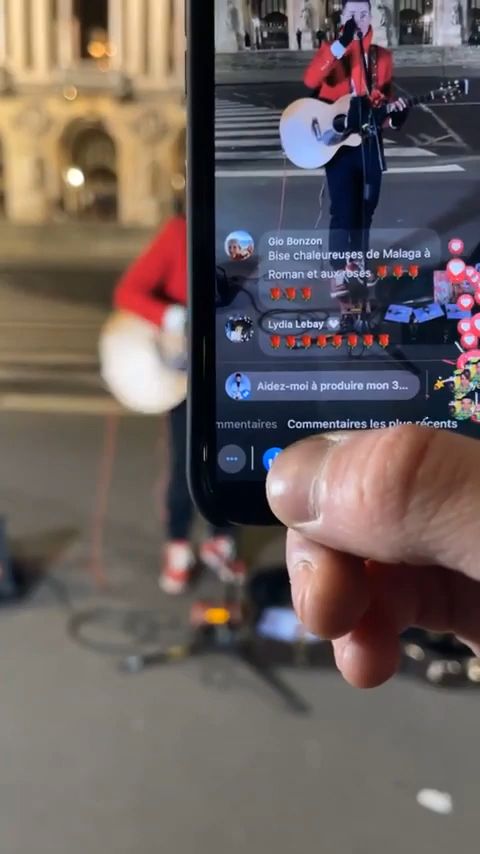 Gio Bonzon
Bise chaleureuses de Malaga à
Roman et aux rosés 🌹🌹🌹
🌹🌹🌹
Lydia Lebay 🤍
🌹🌹🌹🌹🌹🌹🌹🌹
Aidez-moi à produire mon 3...
mmentaires Commentaires les plus récents